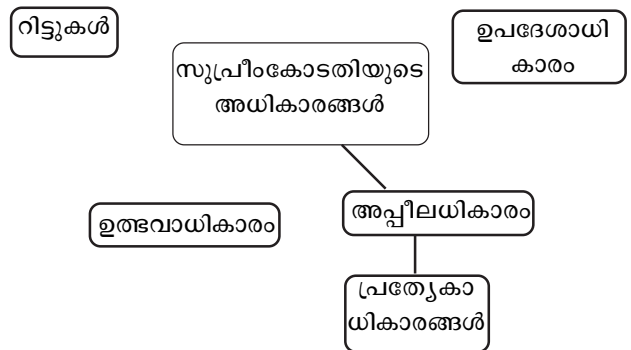 റിട്ടുകൾ
ഉപദേശാധി
കാരം
സുപ്രീംകോടതിയുടെ
അധികാരങ്ങൾ
ഉത്ഭവാധികാരം
അപ്പീലധികാരം
പ്രത്യേകാ
ധികാരങ്ങൾ